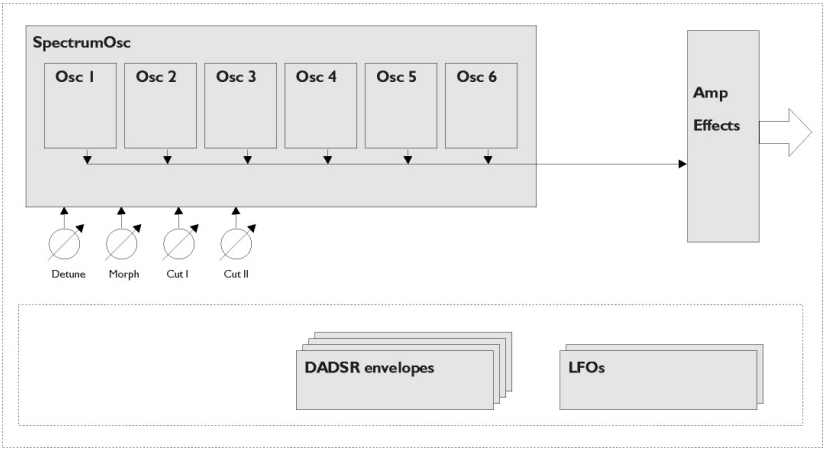 SpectrumOsc
Osc 1 Osc 2 Osc 3 Osc 4 Osc 5 Osc 6
Amp
Effects
Detune Morph Cut I Cut II
DADSR envelopes LFOs